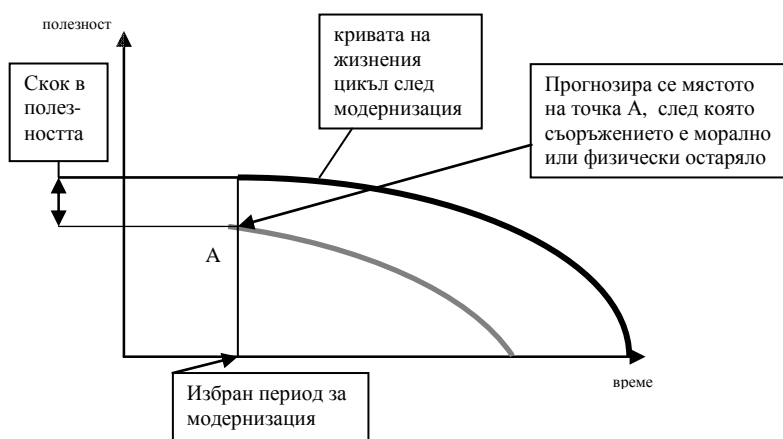 полезност
Скок в
полез-
ността
кривата на
жизнения
цикъл след
модернизация
Прогнозира се мястото
на точка А, след която
съоръжението е морално
или физически остаряло
А
Избран период за
модернизация
време